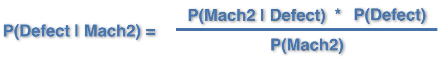 P(Defect | Mach2) =
P(Mach2 | Defect) * P(Defect)
P(Mach2)